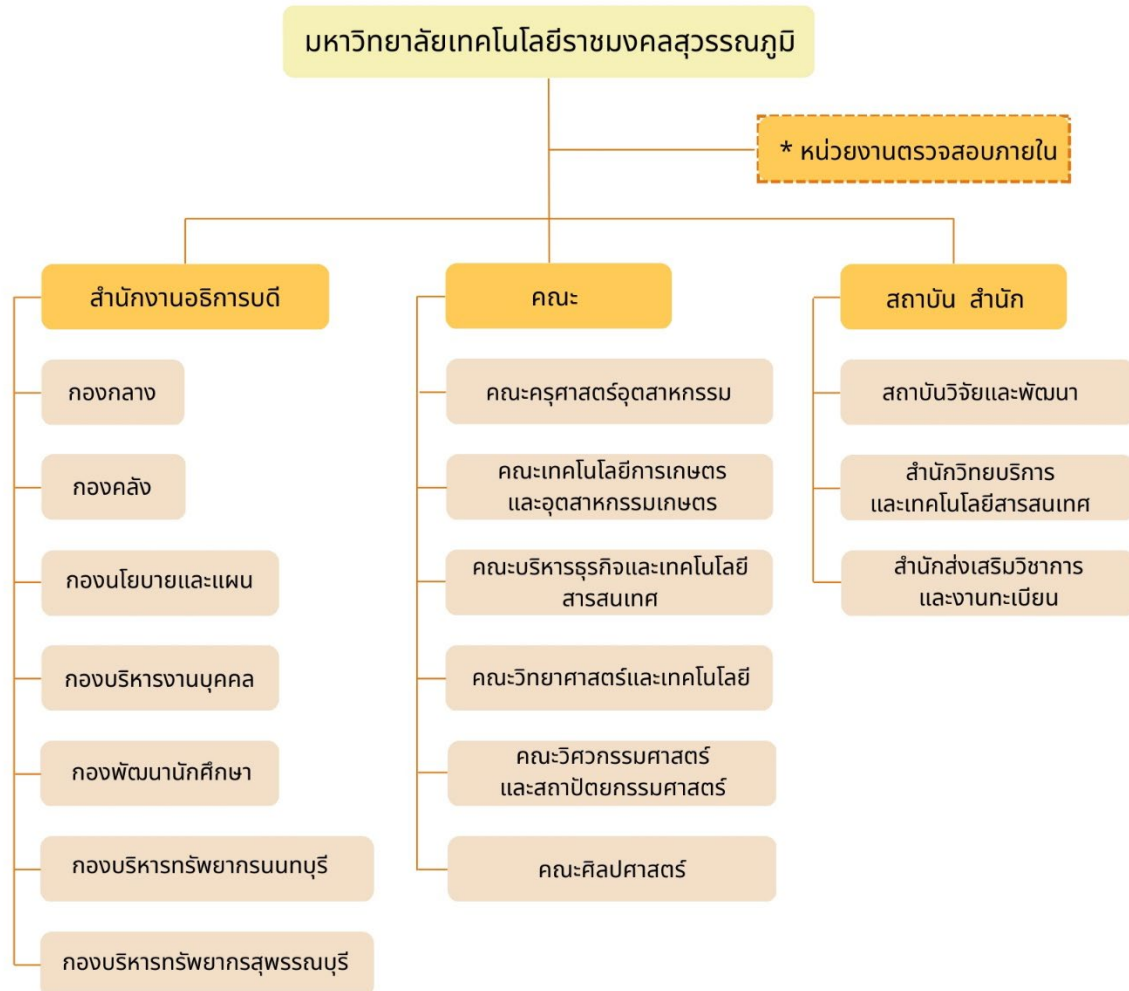 มหาวิทยาลัยเทคโนโลยีราชมงคลสุวรรณภูมิ
* หน่วยงานตรวจสอบภายใน
สำนักงานอธิการบดี
กองกลาง
กองคลัง
กองนโยบายและแผน
กองบริหารงานบุคคล
กองพัฒนานักศึกษา
กองบริหารทรัพยากรนนทบุรี
กองบริหารทรัพยากรสุพรรณบุรี
คณะ
คณะครุศาสตร์อุตสาหกรรม
คณะเทคโนโลยีการเกษตร
และอุตสาหกรรมเกษตร
คณะบริหารธุรกิจและเทคโนโลยี
สารสนเทศ
คณะวิทยาศาสตร์และเทคโนโลยี
คณะวิศวกรรมศาสตร์
และสถาปัตยกรรมศาสตร์
คณะศิลปศาสตร์
สถาบัน สำนัก
สถาบันวิจัยและพัฒนา
สำนักวิทยบริการ
และเทคโนโลยีสารสนเทศ
สำนักส่งเสริมวิชาการ
และงานทะเบียน